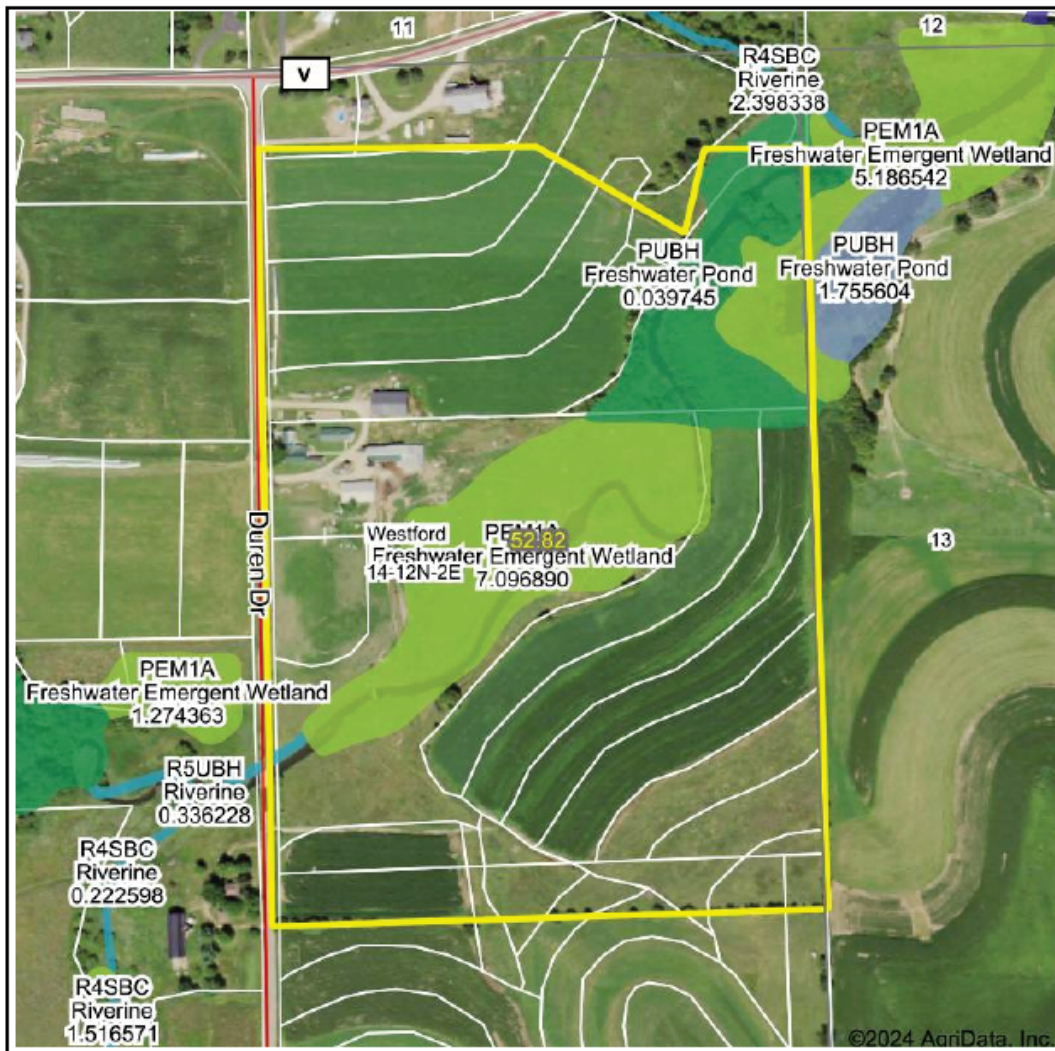 11
12
V
R4SBC
Riverine
2.398338
PEM1A
Freshwater Emergent Wetland
5.186542
PUBH
Freshwater Pond
0.039745
PUBH
Freshwater Pond
1.755604
Duren Dr
Westford
14-12N-2E
PEM1A
52.82
Freshwater Emergent Wetland
7.096890
13
PEM1A
Freshwater Emergent Wetland
1.274363
R5UBH
Riverine
0.336228
R4SBC
Riverine
0.222598
R4SBC
Riverine
1.516571
©2024 AgriData, Inc.